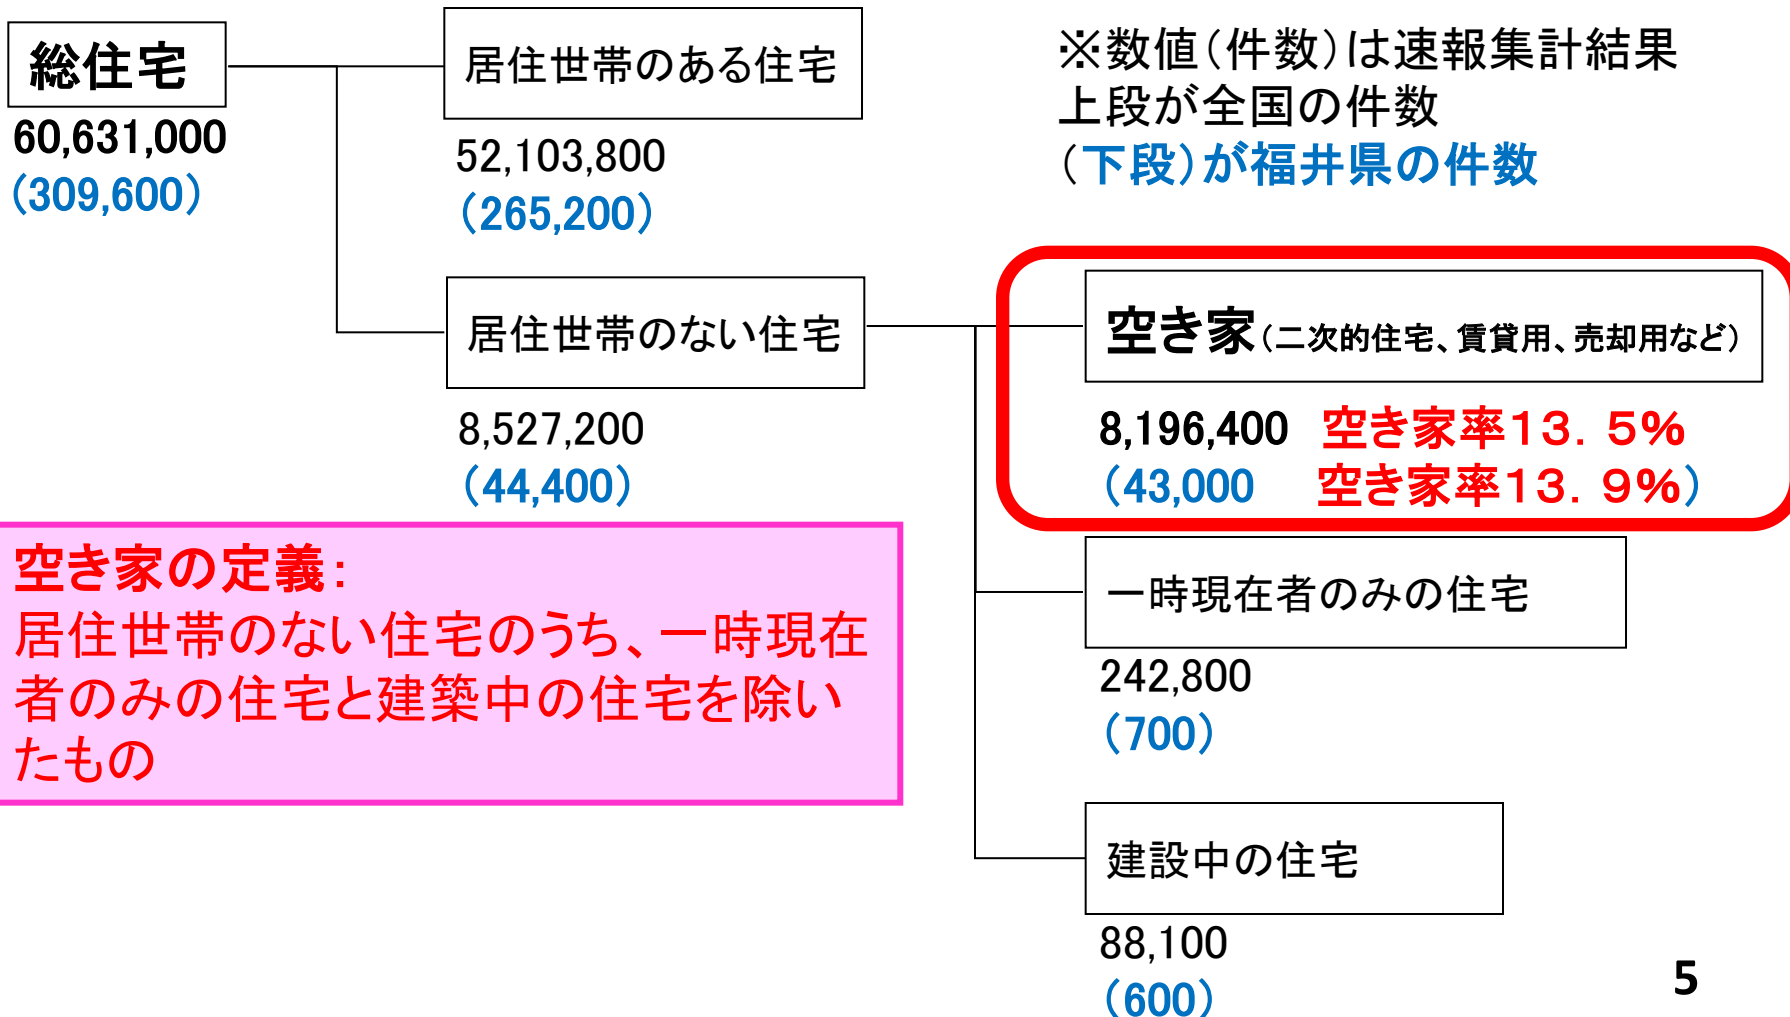 総住宅
60,631,000
(309,600)
居住世帯のある住宅
52,103,800
(265,200)
※数値(件数)は速報集計結果
上段が全国の件数
(下段)が福井県の件数
居住世帯のない住宅
8,527,200
(44,400)
空き家(二次的住宅、賃貸用、売却用など)
8,196,400 空き家率13.5%
(43,000 空き家率13.9%)
空き家の定義:
居住世帯のない住宅のうち、一時現在
者のみの住宅と建築中の住宅を除い
たもの
一時現在者のみの住宅
242,800
(700)
建設中の住宅
88,100
(600)
5